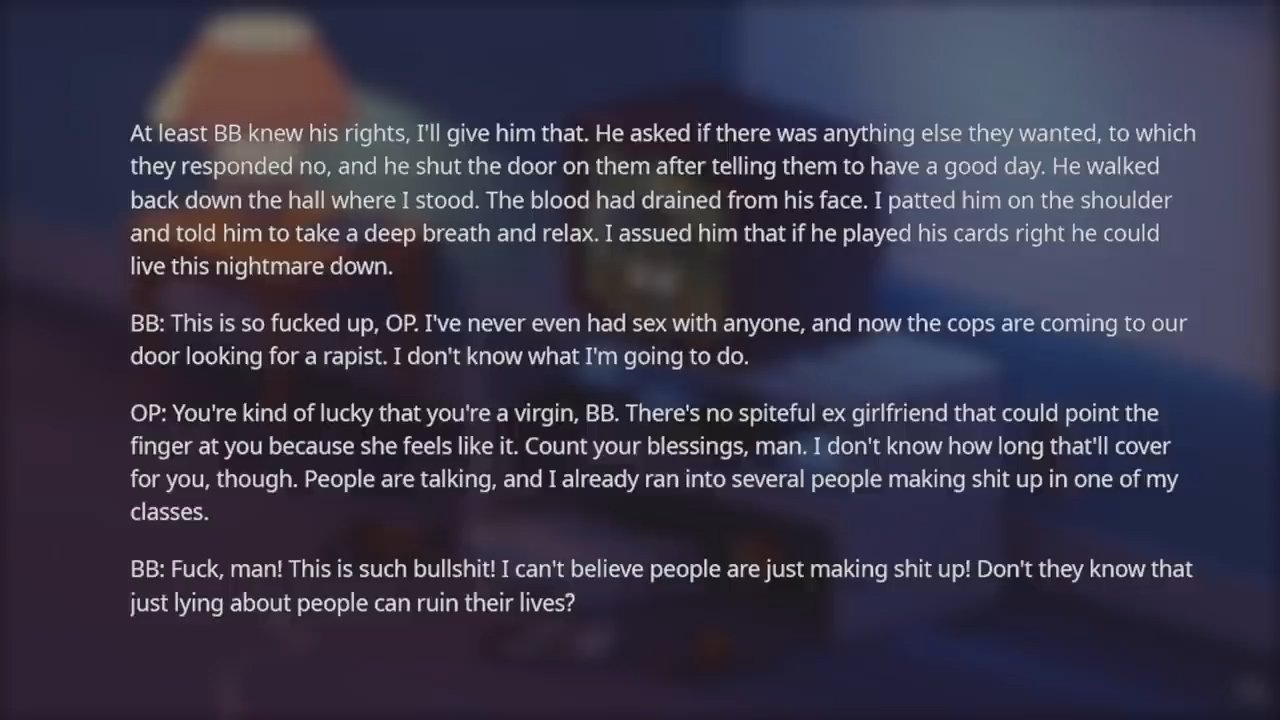 At least BB knew his rights, I'll give him that. He asked if there was anything else they wanted, to which
they responded no, and he shut the door on them after telling them to have a good day. He walked
back down the hall where I stood. The blood had drained from his face. I patted him on the shoulder
and told him to take a deep breath and relax. I assued him that if he played his cards right he could
live this nightmare down.
BB: This is so fucked up, OP. I've never even had sex with anyone, and now the cops are coming to our
door looking for a rapist. I don't know what I'm going to do.
OP: You're kind of lucky that you're a virgin, BB. There's no spiteful ex girlfriend that could point the
finger at you because she feels like it. Count your blessings, man. I don't know how long that'll cover
for you, though. People are talking, and I already ran into several people making shit up in one of my
classes.
BB: Fuck, man! This is such bullshit! I can't believe people are just making shit up! Don't they know that
just lying about people can ruin their lives?